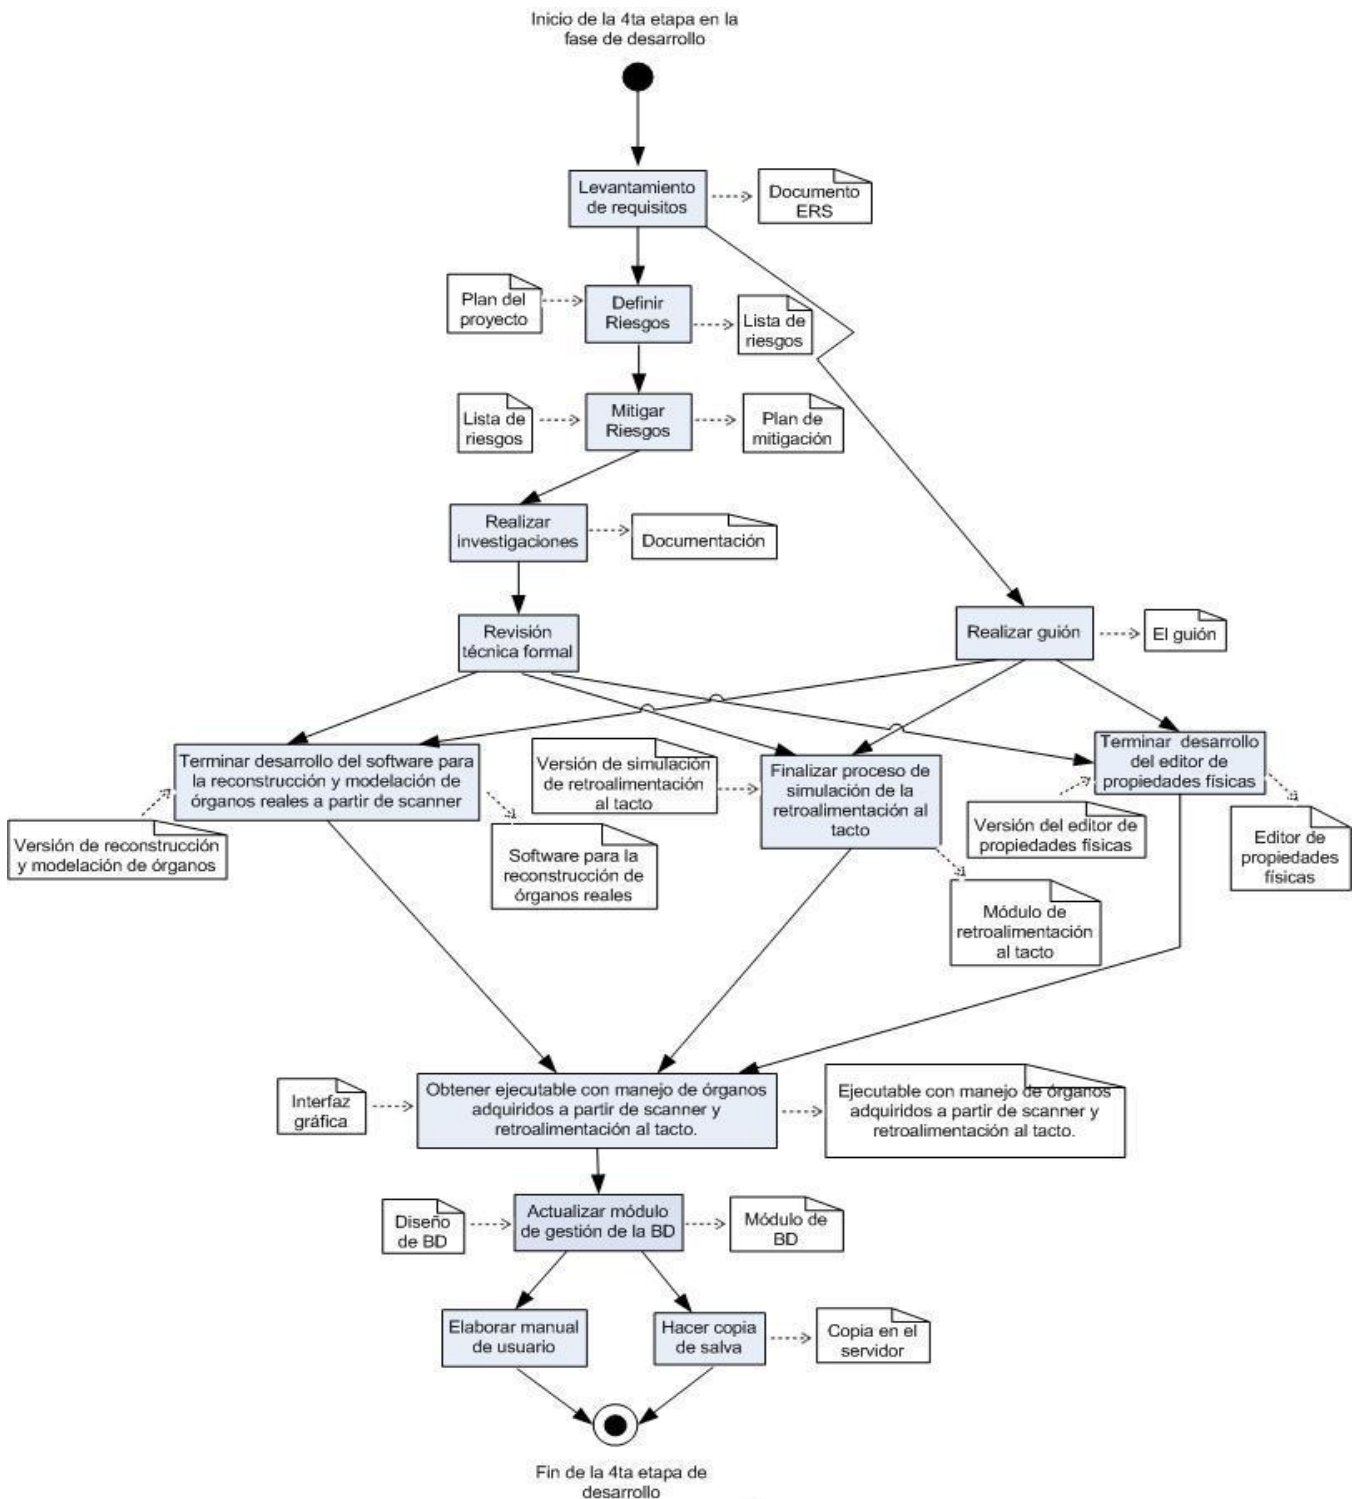 Inicio de la 4ta etapa en la
fase de desarrollo
Levantamiento
de requisitos
Documento
ERS
Plan del
proyecto
Definir
Riesgos
Lista de
riesgos
Lista de
riesgos
Mitigar
Riesgos
Plan de
mitigación
Realizar
investigaciones
Documentación
Revisión
técnica formal
Realizar guión
El guión
Terminar desarrollo del software para
la reconstrucción y modelación de
órganos reales a partir de scanner
Versión de simulación
de retroalimentación
al tacto
Finalizar proceso de
simulación de la
retroalimentación al
tacto
Terminar desarrollo
del editor de
propiedades físicas
Versión de reconstrucción
y modelación de órganos
Software para la
reconstrucción de
órganos reales
Versión del editor de
propiedades físicas
Editor de
propiedades
físicas
Módulo de
retroalimentación
al tacto
Interfaz
gráfica
Obtener ejecutable con manejo de órganos
adquiridos a partir de scanner y
retroalimentación al tacto.
Ejecutable con manejo de órganos
adquiridos a partir de scanner y
retroalimentación al tacto.
Diseño
de BD
Actualizar módulo
de gestión de la BD
Módulo de
BD
Elaborar manual
de usuario
Hacer copia
de salva
Copia en el
servidor
Fin de la 4ta etapa de
desarrollo